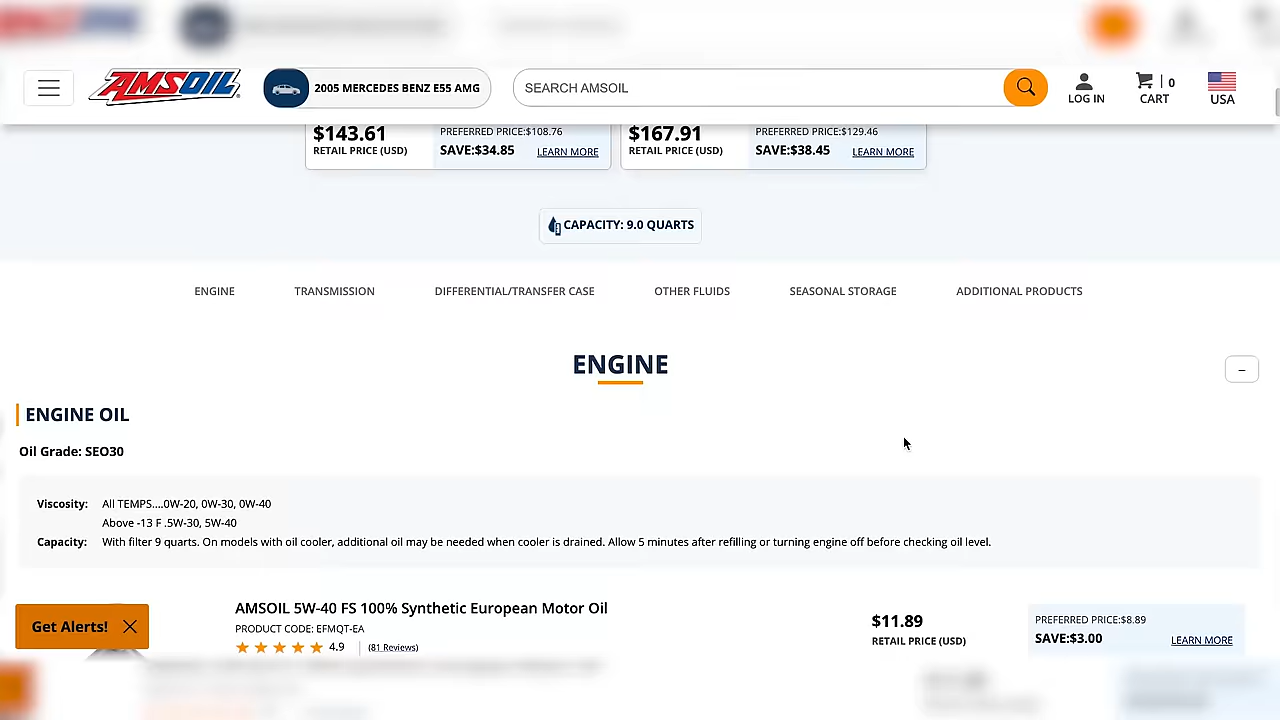 AMSOIL
2005 MERCEDES BENZ E55 AMG
SEARCH AMSOIL
LOG IN
0
CART
USA
$143.61
RETAIL PRICE (USD)
PREFERRED PRICE:$108.76
SAVE:$34.85
LEARN MORE
$167.91
RETAIL PRICE (USD)
PREFERRED PRICE:$129.46
SAVE:$38.45
LEARN MORE
CAPACITY: 9.0 QUARTS
ENGINE
TRANSMISSION
DIFFERENTIAL/TRANSFER CASE
OTHER FLUIDS
SEASONAL STORAGE
ADDITIONAL PRODUCTS
ENGINE
ENGINE OIL
Oil Grade: SEO30
Viscosity: All TEMPS....0W-20, 0W-30, 0W-40
Above -13 F .5W-30, 5W-40
Capacity: With filter 9 quarts. On models with oil cooler, additional oil may be needed when cooler is drained. Allow 5 minutes after refilling or turning engine off before checking oil level.
Get Alerts!
AMSOIL 5W-40 FS 100% Synthetic European Motor Oil
PRODUCT CODE: EFMQT-EA
4.9 (81 Reviews)
$11.89
RETAIL PRICE (USD)
PREFERRED PRICE:$8.89
SAVE:$3.00
LEARN MORE